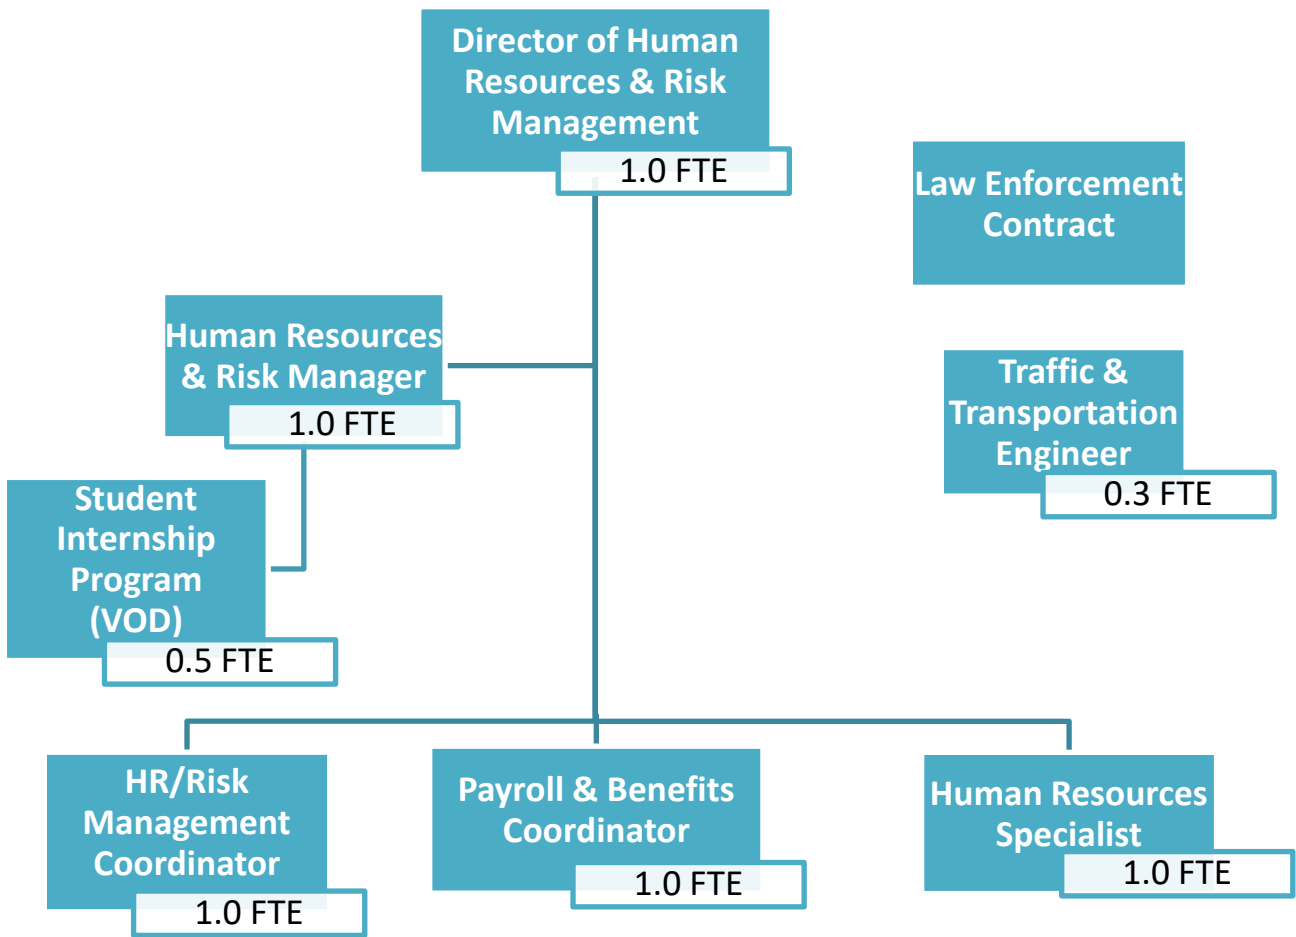 Director of Human
Resources & Risk
Management
1.0 FTE
Law Enforcement
Contract
Human Resources
& Risk Manager
1.0 FTE
Traffic &
Transportation
Engineer
0.3 FTE
Student
Internship
Program
(VOD)
0.5 FTE
HR/Risk
Management
Coordinator
1.0 FTE
Payroll & Benefits
Coordinator
1.0 FTE
Human Resources
Specialist
1.0 FTE